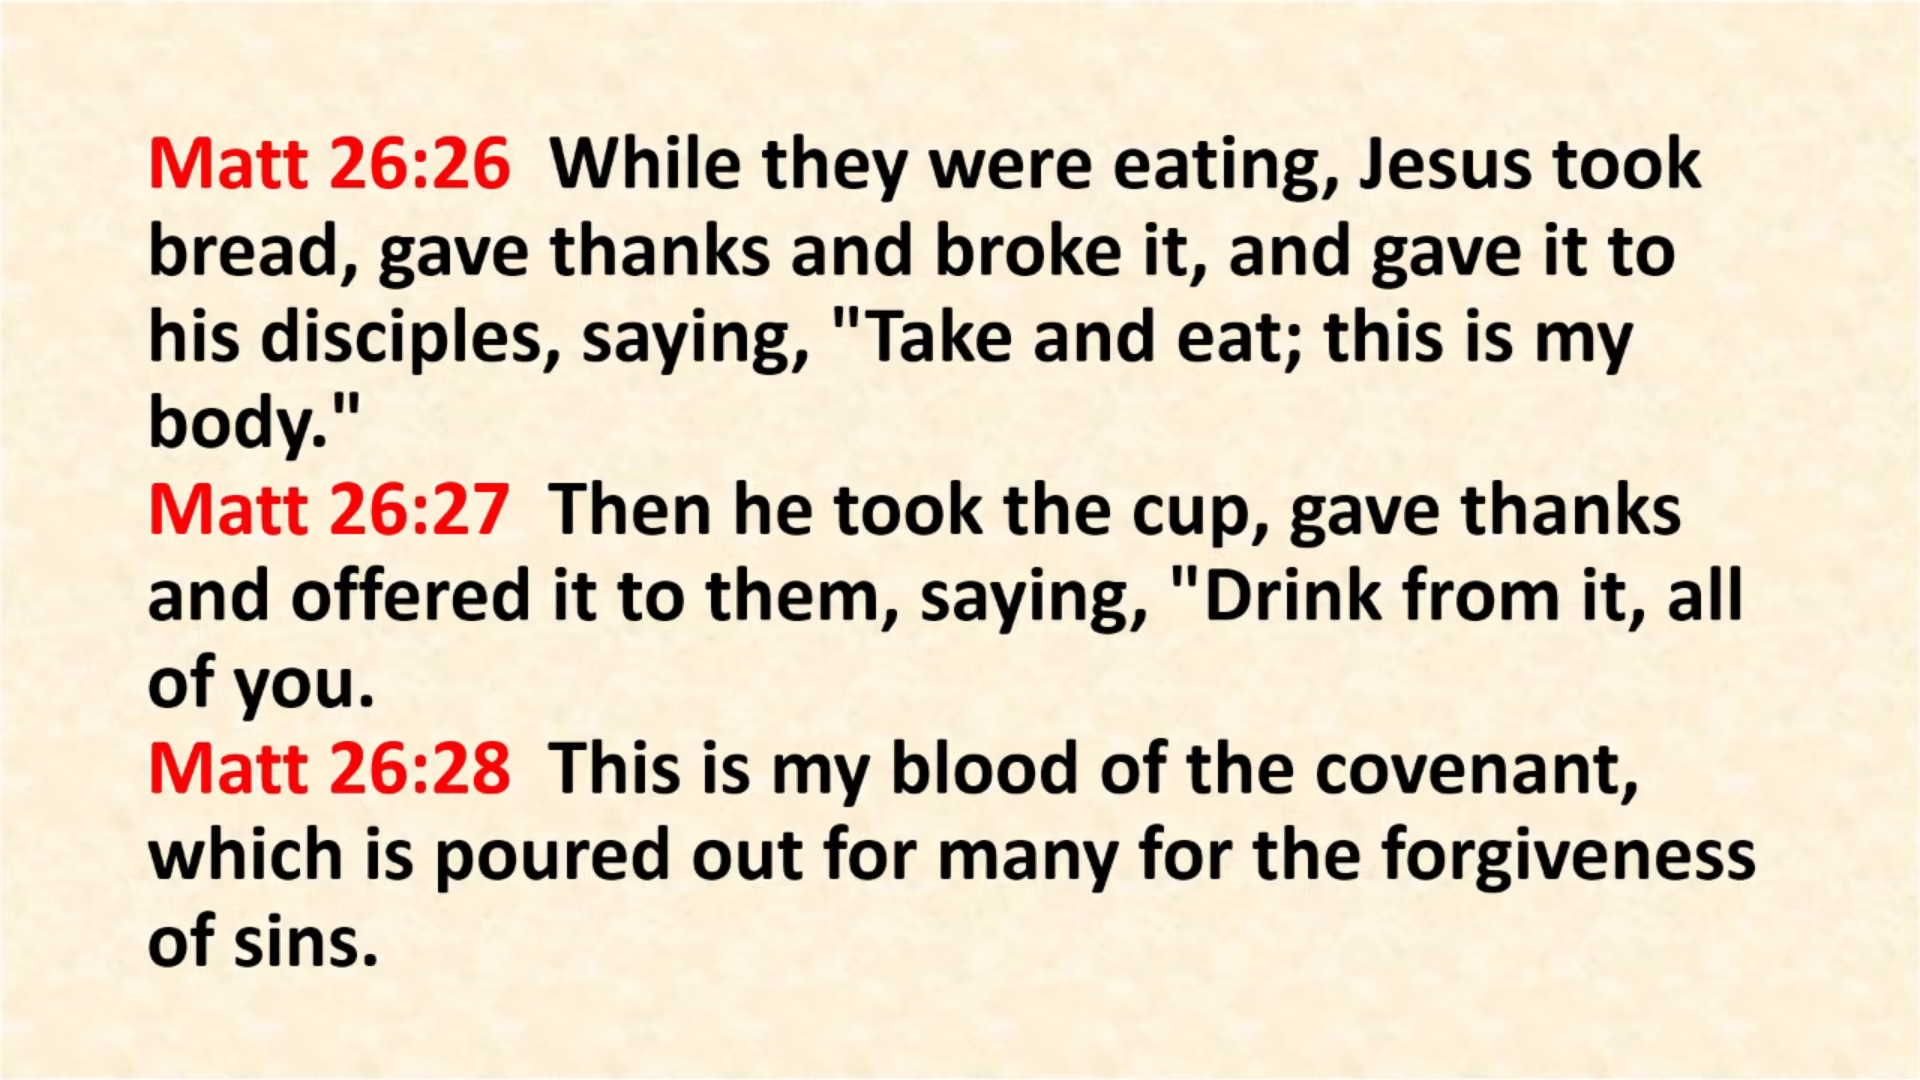 Matt 26:26  While they were eating, Jesus took
bread, gave thanks and broke it, and gave it to
his disciples, saying, "Take and eat; this is my
body."
Matt 26:27  Then he took the cup, gave thanks
and offered it to them, saying, "Drink from it, all
of you.
Matt 26:28  This is my blood of the covenant,
which is poured out for many for the forgiveness
of sins.